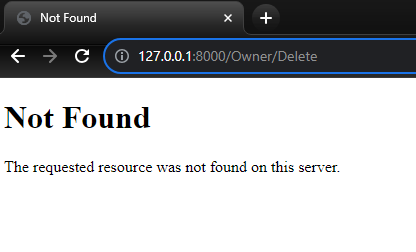 Not Found
127.0.0.1:8000/Owner/Delete
Not Found
The requested resource was not found on this server.